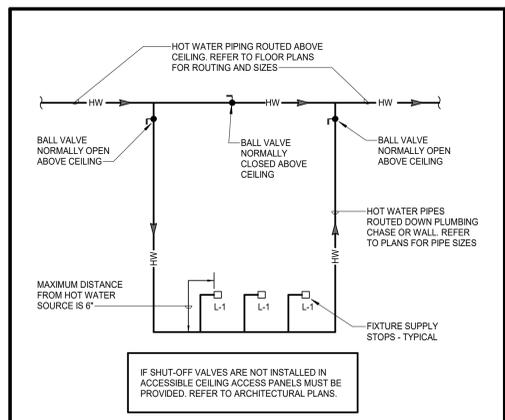 HOT WATER PIPING ROUTED ABOVE
CEILING. REFER TO FLOOR PLANS
FOR ROUTING AND SIZES
HW
HW
HW
BALL VALVE
NORMALLY OPEN
ABOVE CEILING
BALL VALVE
NORMALLY
CLOSED ABOVE
CEILING
BALL VALVE
NORMALLY OPEN
ABOVE CEILING
HOT WATER PIPES
ROUTED DOWN PLUMBING
CHASE OR WALL. REFER
TO PLANS FOR PIPE SIZES
HW
HW
MAXIMUM DISTANCE
FROM HOT WATER
SOURCE IS 6"
L-1
L-1
L-1
FIXTURE SUPPLY
STOPS - TYPICAL
IF SHUT-OFF VALVES ARE NOT INSTALLED IN
ACCESSIBLE CEILING ACCESS PANELS MUST BE
PROVIDED. REFER TO ARCHITECTURAL PLANS.